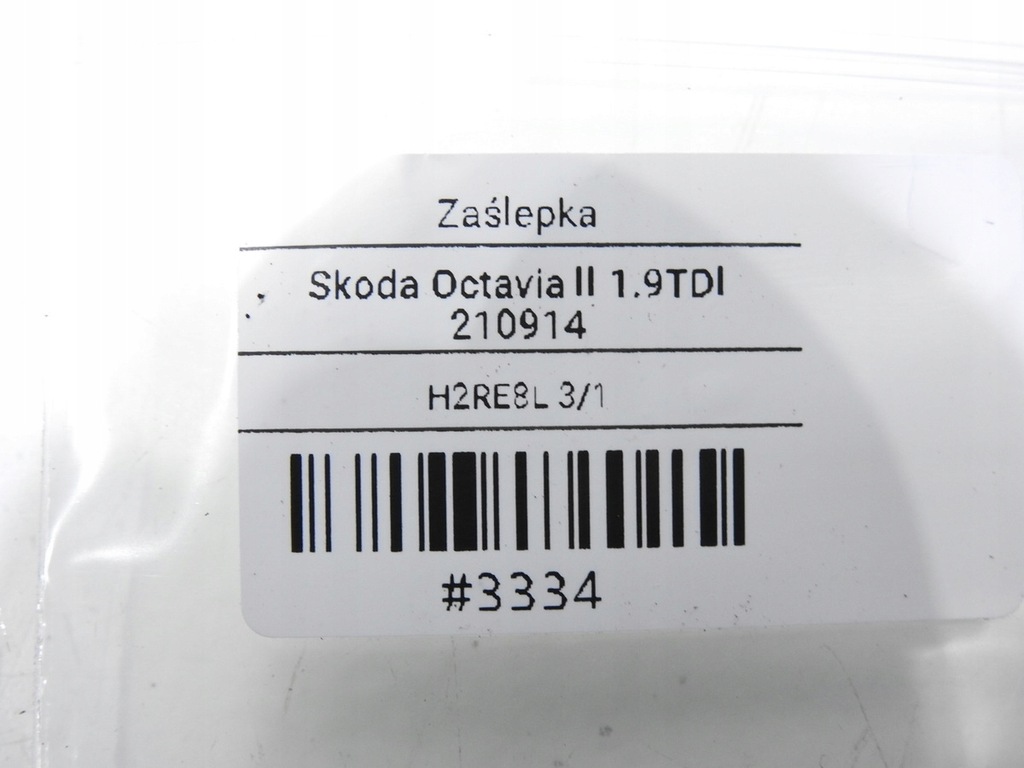 Zaślepka
Skoda Octavia II 1.9TDI
210914
H2RE8L 3/1
#3334